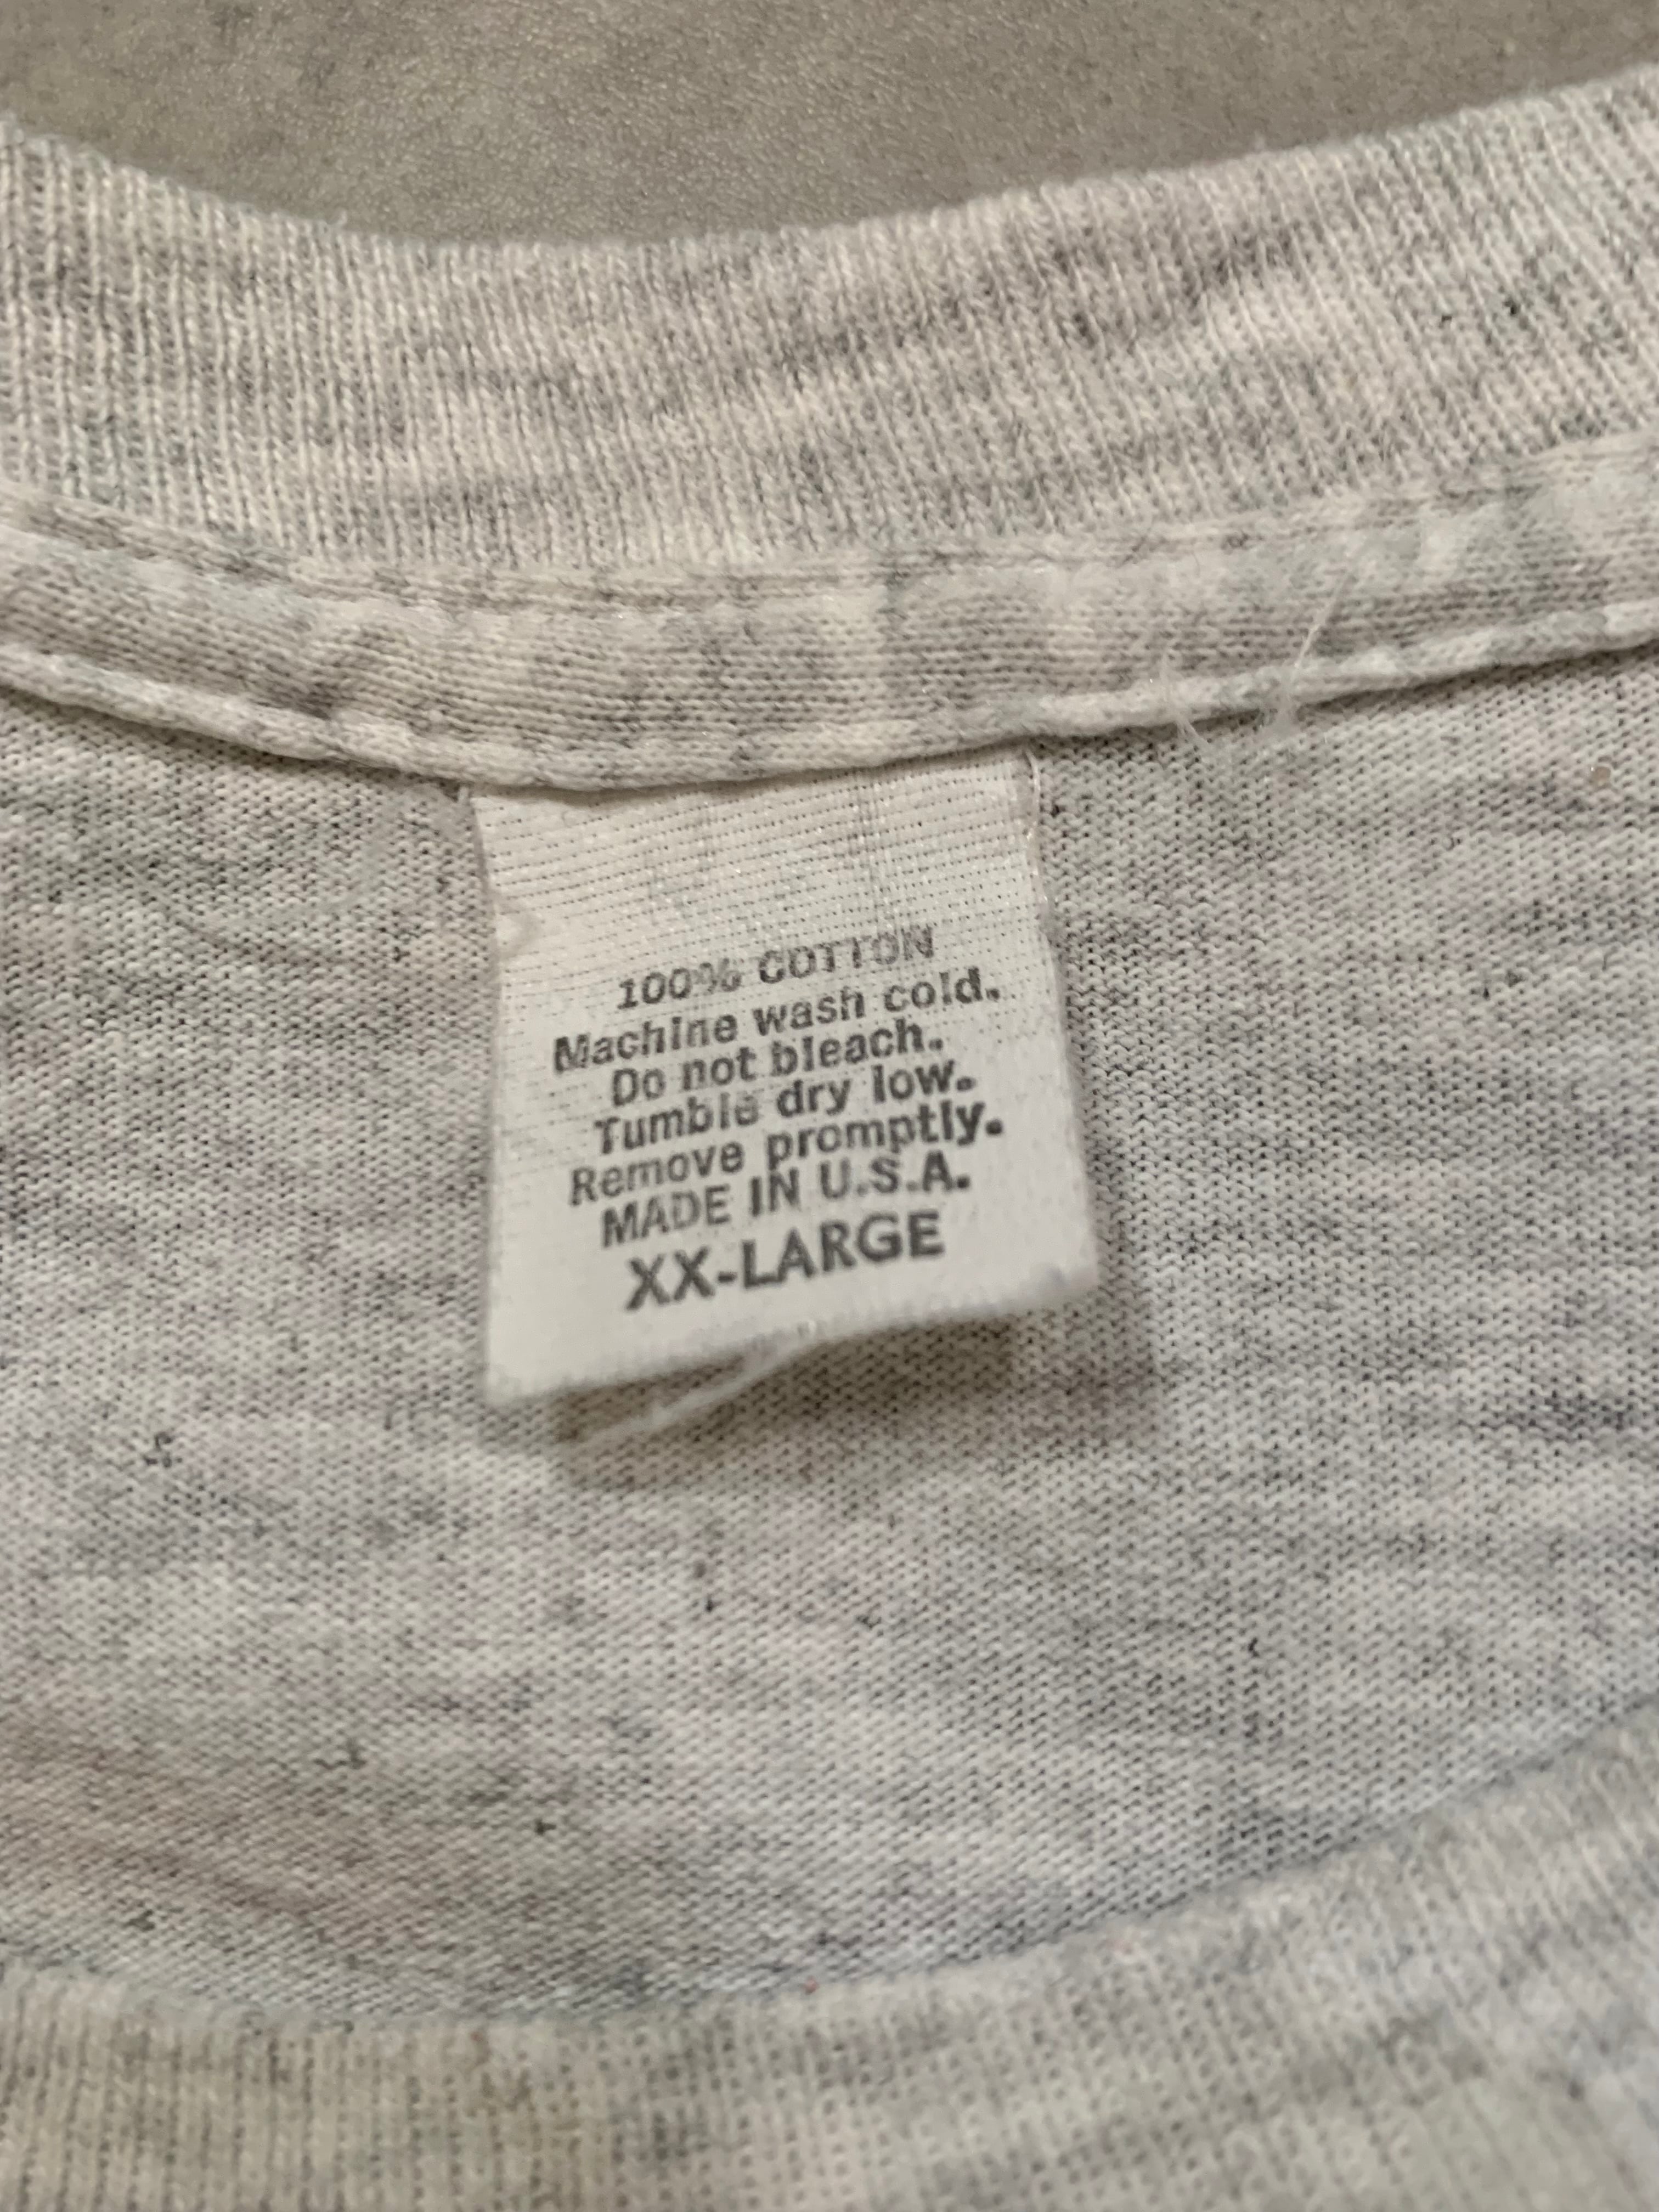 100% COTTON
Machine wash cold.
Do not bleach.
Tumble dry low.
Remove promptly.
MADE IN U.S.A.
XX-LARGE